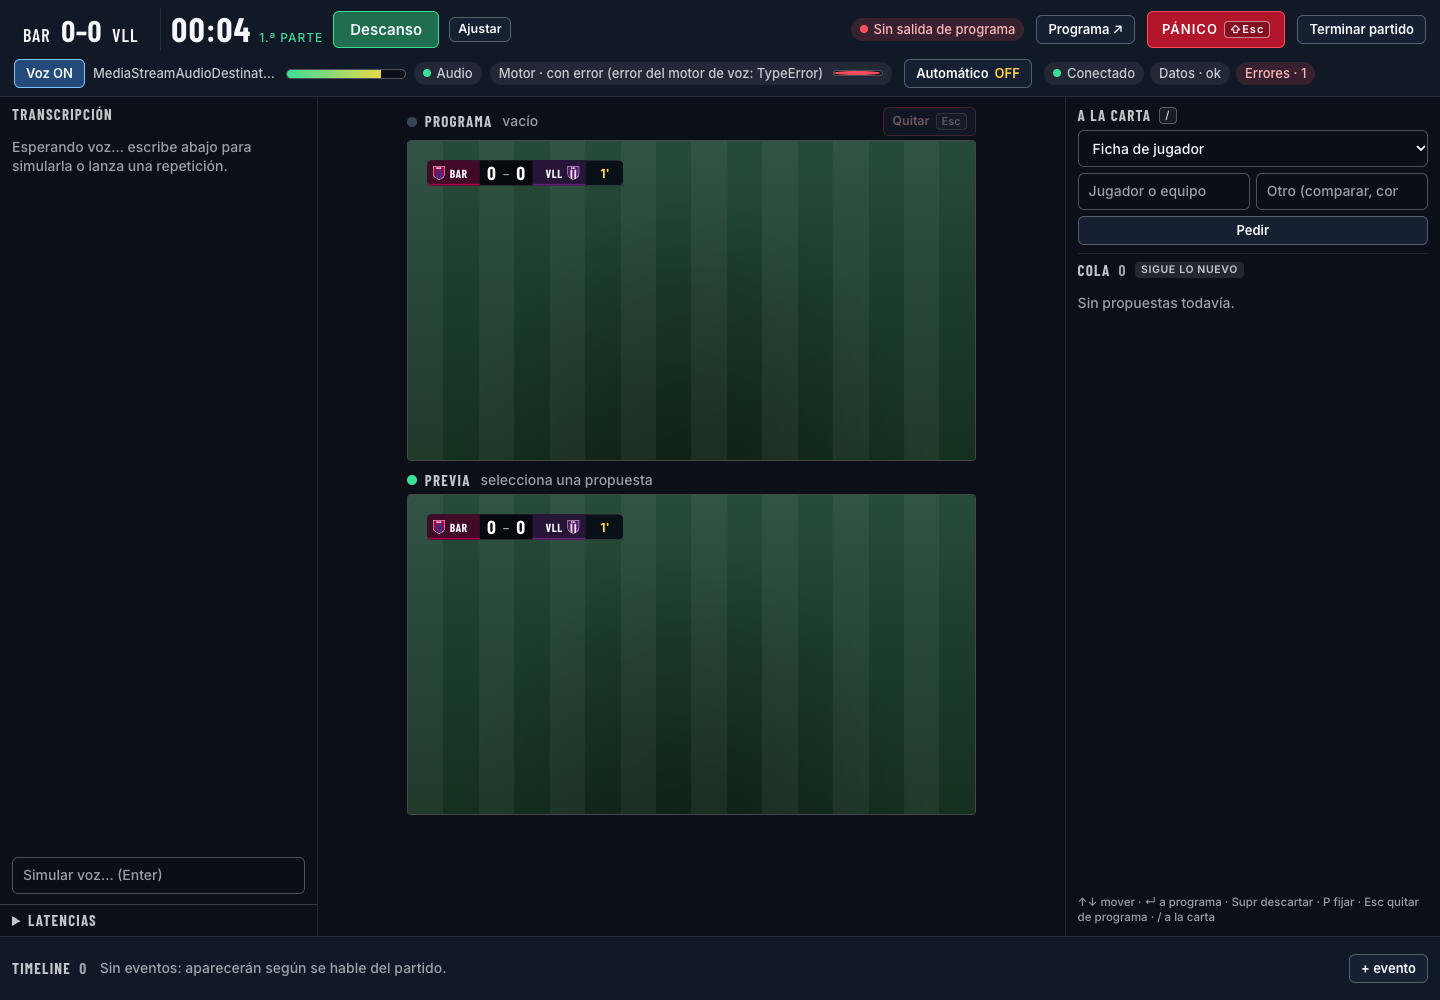 BAR 0-0 VLL 00:04 1.ª PARTE Descanso Ajustar Sin salida de programa Programa ↗ PÁNICO ⇧Esc Terminar partido
Voz ON MediaStreamAudioDestinat... Audio Motor · con error (error del motor de voz: TypeError) Automático OFF Conectado Datos · ok Errores · 1
TRANSCRIPCIÓN
Esperando voz... escribe abajo para
simularla o lanza una repetición.
Simular voz... (Enter)
▶ LATENCIAS
PROGRAMA vacío Quitar Esc
BAR 0 - 0 VLL 1'
PREVIA selecciona una propuesta
BAR 0 - 0 VLL 1'
A LA CARTA /
Ficha de jugador
Jugador o equipo Otro (comparar, cor
Pedir
COLA 0 SIGUE LO NUEVO
Sin propuestas todavía.
↑↓ mover · ↵ a programa · Supr descartar · P fijar · Esc quitar
de programa · / a la carta
TIMELINE 0 Sin eventos: aparecerán según se hable del partido. + evento